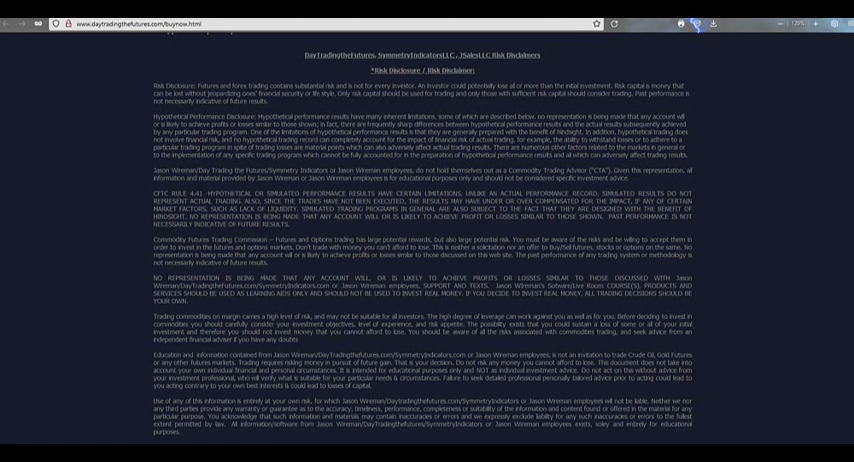 www.daytradingthefutures.com/buynow.html
125%
DayTradingtheFutures, SymmetryIndicatorsLLC , JSalesLLC Risk Disclaimers
*Risk Disclosure / Risk Disclaimer:
Risk Disclosure: Futures and forex trading contains substantial risk and is not for every investor. An investor could potentially lose all or more than the initial investment. Risk capital is money that
can be lost without jeopardizing ones' financial security or life style. Only risk capital should be used for trading and only those with sufficient risk capital should consider trading. Past performance is
not necessarily indicative of future results.
Hypothetical Performance Disclosure: Hypothetical performance results have many inherent limitations, some of which are described below, no representation is being made that any account will
or is likely to achieve profits or losses similar to those shown; in fact, there are frequently sharp differences between hypothetical performance results and the actual results subsequently achieved
by any particular trading program. One of the limitations of hypothetical performance results is that they are generally prepared with the benefit of hindsight. In addition, hypothetical trading does
not involve financial risk, and no hypothetical trading record can completely account for the impact of financial risk of actual trading. for example, the ability to withstand losses or to adhere to a
particular trading program in spite of trading losses are material points which can also adversely affect actual trading results. There are numerous other factors related to the markets in general or
to the implementation of any specific trading program which cannot be fully accounted for in the preparation of hypothetical performance results and all which can adversely affect trading results.
Jason Wireman/Day Trading the Futures/Symmetry Indicators or Jason Wireman employees, do not hold themselves out as a Commodity Trading Advisor ("CTA"). Given this representation, all
information and material provided by Jason Wireman or Jason Wireman employees is for educational purposes only and should not be considered specific investment advice.
CFTC RULE 4.41 -HYPOTHETICAL OR SIMULATED PERFORMANCE RESULTS HAVE CERTAIN LIMITATIONS. UNLIKE AN ACTUAL PERFORMANCE RECORD, SIMULATED RESULTS DO NOT
REPRESENT ACTUAL TRADING. ALSO, SINCE THE TRADES HAVE NOT BEEN EXECUTED, THE RESULTS MAY HAVE UNDER OR OVER COMPENSATED FOR THE IMPACT, IF ANY OF CERTAIN
MARKET FACTORS, SUCH AS LACK OF LIQUIDITY. SIMULATED TRADING PROGRAMS IN GENERAL ARE ALSO SUBJECT TO THE FACT THAT THEY ARE DESIGNED WITH THE BENEFIT OF
HINDSIGHT, NO REPRESENTATION IS BEING MADE THAT ANY ACCOUNT WILL OR IS LIKELY TO ACHIEVE PROFIT OR LOSSES SIMILAR TO THOSE SHOWN. PAST PERFORMANCE IS NOT
NECESSARILY INDICATIVE OF FUTURE RESULTS.
Commodity Futures Trading Commission – Futures and Options trading has large potential rewards, but also large potential risk. You must be aware of the risks and be willing to accept them in
order to invest in the futures and options markets. Don't trade with money you can't afford to lose. This is neither a solicitation nor an offer to Buy/Sell futures, stocks or options on the same. No
representation is being made that any account will or is likely to achieve profits or losses similar to those discussed on this web site. The past performance of any trading system or methodology is
not necessarily indicative of future results.
NO REPRESENTATION IS BEING MADE THAT ANY ACCOUNT WILL, OR IS LIKELY TO ACHIEVE PROFITS OR LOSSES SIMILAR TO THOSE DISCUSSED WITH Jason
Wireman/DayTradingtheFutures.com/SymmetryIndicators.com or Jason Wireman employees, SUPPORT AND TEXTS. Jason Wireman's Sotware/Live Room COURSE(S), PRODUCTS AND
SERVICES SHOULD BE USED AS LEARNING AIDS ONLY AND SHOULD NOT BE USED TO INVEST REAL MONEY. IF YOU DECIDE TO INVEST REAL MONEY, ALL TRADING DECISIONS SHOULD BE
YOUR OWN.
Trading commodities on margin carries a high level of risk, and may not be suitable for all investors. The high degree of leverage can work against you as well as for you. Before deciding to invest in
commodities you should carefully consider your investment objectives, level of experience, and risk appetite. The possibility exists that you could sustain a loss of some or all of your initial
investment and therefore you should not invest money that you cannot afford to lose. You should be aware of all the risks associated with commodities trading, and seek advice from an
independent financial adviser if you have any doubts
Education and information contained from Jason Wireman/DayTradingthefutures.com/SymmetryIndicators.com or Jason Wireman employees, is not an invitation to trade Crude Oil, Gold Futures
or any other futures markets. Trading requires risking money in pursuit of future gain. That is your decision. Do not risk any money you cannot afford to lose. This document does not take into
account your own individual financial and personal circumstances. It is intended for educational purposes only and NOT as individual investment advice. Do not act on this without advice from
your investment professional, who will verify what is suitable for your particular needs & circumstances. Failure to seek detailed professional personally tailored advice prior to acting could lead to
you acting contrary to your own best interests & could lead to losses of capital.
Use of any of this information is entirely at your own risk, for which Jason Wireman/Daytradingthefutures/SymmetryIndicators or Jason Wireman employees will not be liable. Neither we nor
any third parties provide any warranty or guarantee as to the accuracy, timeliness, performance, completeness or suitability of the information and content found or offered in the material for any
particular purpose. You acknowledge that such information and materials may contain inaccuracies or errors and we expressly exclude liability for any such inaccuracies or errors to the fullest
extent permitted by law. All information/software from Jason Wireman/Daytradingthefutures/SymmetryIndicators or Jason Wireman employees exists, soley and entirely for educational
purposes.